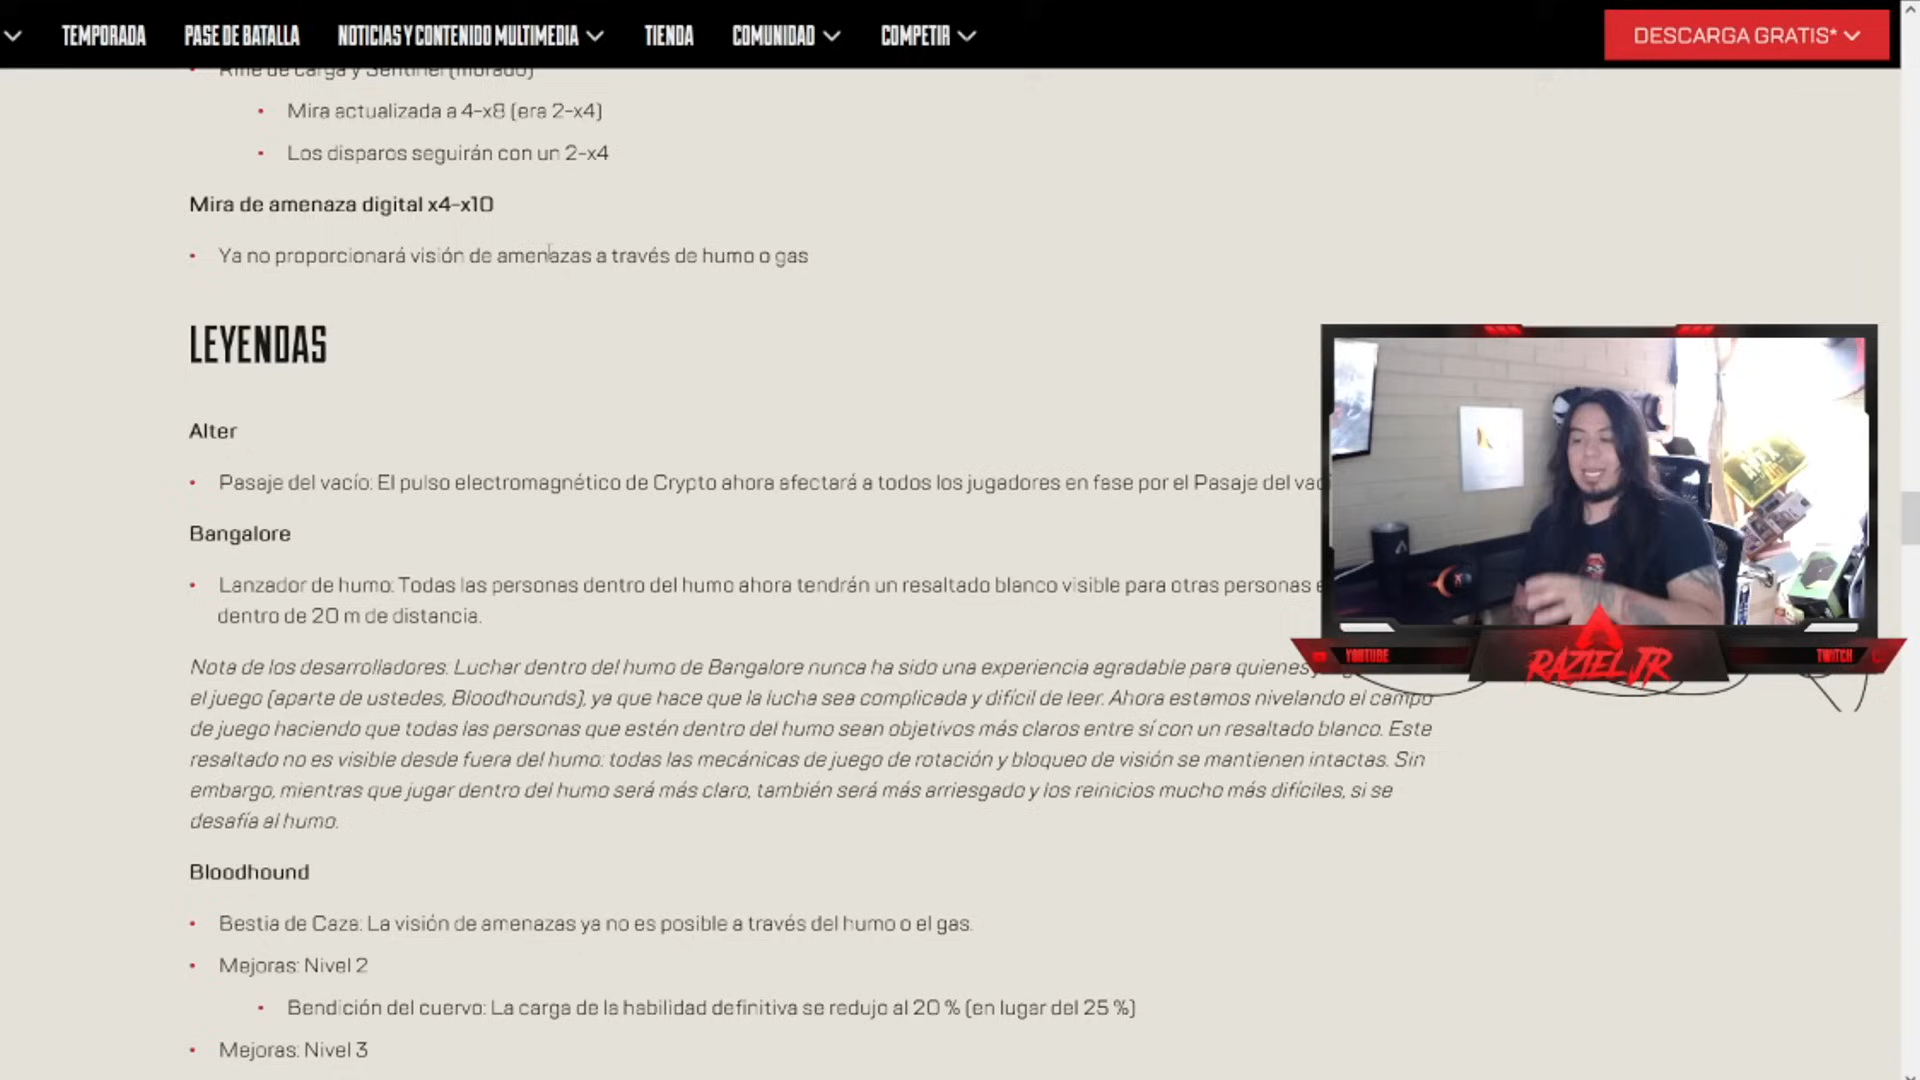 TEMPORADA PASE DE BATALLA NOTICIAS Y CONTENIDO MULTIMEDIA TIENDA COMUNIDAD COMPETIR DESCARGA GRATIS*
Rifle de carga y Sentinel (morado)
• Mira actualizada a 4-x8 (era 2-x4)
• Los disparos seguirán con un 2-x4
Mira de amenaza digital x4-x10
• Ya no proporcionará visión de amenazas a través de humo o gas
LEYENDAS
Alter
• Pasaje del vacío: El pulso electromagnético de Crypto ahora afectará a todos los jugadores en fase por el Pasaje del
Bangalore
• Lanzador de humo: Todas las personas dentro del humo ahora tendrán un resaltado blanco visible para otras personas
dentro de 20 m de distancia.
Nota de los desarrolladores: Luchar dentro del humo de Bangalore nunca ha sido una experiencia agradable para quienes
el juego (aparte de ustedes, Bloodhounds), ya que hace que la lucha sea complicada y difícil de leer. Ahora estamos nivelando el campo
de juego haciendo que todas las personas que estén dentro del humo sean objetivos más claros entre sí con un resaltado blanco. Este
resaltado no es visible desde fuera del humo: todas las mecánicas de juego de rotación y bloqueo de visión se mantienen intactas. Sin
embargo, mientras que jugar dentro del humo será más claro, también será más arriesgado y los reinicios mucho más difíciles, si se
desafía al humo.
Bloodhound
• Bestia de Caza: La visión de amenazas ya no es posible a través del humo o el gas.
• Mejoras: Nivel 2
• Bendición del cuervo: La carga de la habilidad definitiva se redujo al 20 % (en lugar del 25 %)
• Mejoras: Nivel 3
YOUTUBE RAZIEL JR TWITCH